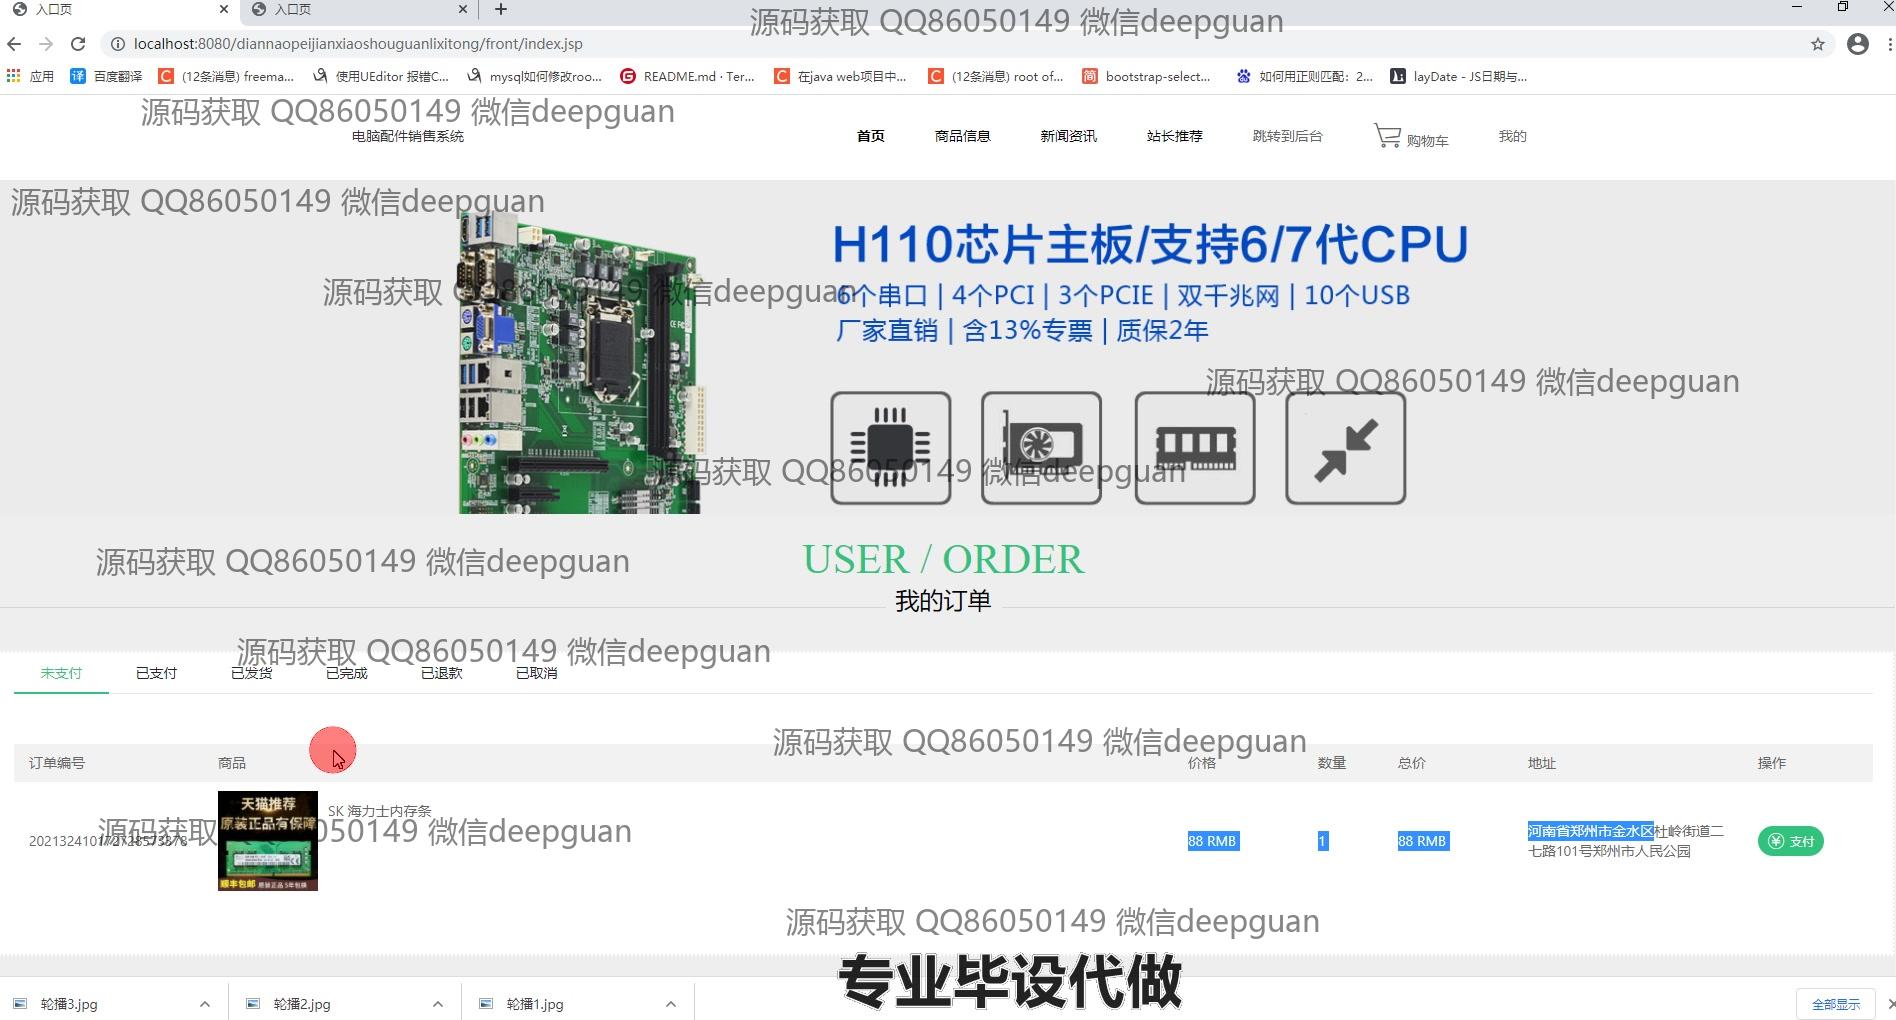 入口页
入口页
源码获取 QQ86050149 微信deepguan
localhost:8080/diannaopeijianxiaoshouguanlixitong/front/index.jsp
应用
百度翻译
(12条消息) freema...
使用UEditor 报错C...
mysql如何修改roo...
README.md · Ter...
在java web项目中...
(12条消息) root of...
bootstrap-select...
如何用正则匹配：2...
layDate - JS日期与...
源码获取 QQ86050149 微信deepguan
电脑配件销售系统
首页
商品信息
新闻资讯
站长推荐
跳转到后台
购物车
我的
源码获取 QQ86050149 微信deepguan
H110芯片主板/支持6/7代CPU
源码获取 QQ86050149 微信deepguan
6个串口 | 4个PCI | 3个PCIE | 双千兆网 | 10个USB
厂家直销 | 含13%专票 | 质保2年
源码获取 QQ86050149 微信deepguan
源码获取 QQ86050149 微信deepguan
源码获取 QQ86050149 微信deepguan
USER / ORDER
我的订单
源码获取 QQ86050149 微信deepguan
未支付
已支付
已发货
已完成
已退款
已取消
源码获取 QQ86050149 微信deepguan
订单编号
商品
价格
数量
总价
地址
操作
天猫推荐
原装正品有保障
顺丰包邮
SK 海力士内存条
源码获取 QQ86050149 微信deepguan
88 RMB
1
88 RMB
河南省郑州市金水区杜岭街道二
七路101号郑州市人民公园
支付
源码获取 QQ86050149 微信deepguan
专业毕设代做
轮播3.jpg
轮播2.jpg
轮播1.jpg
全部显示